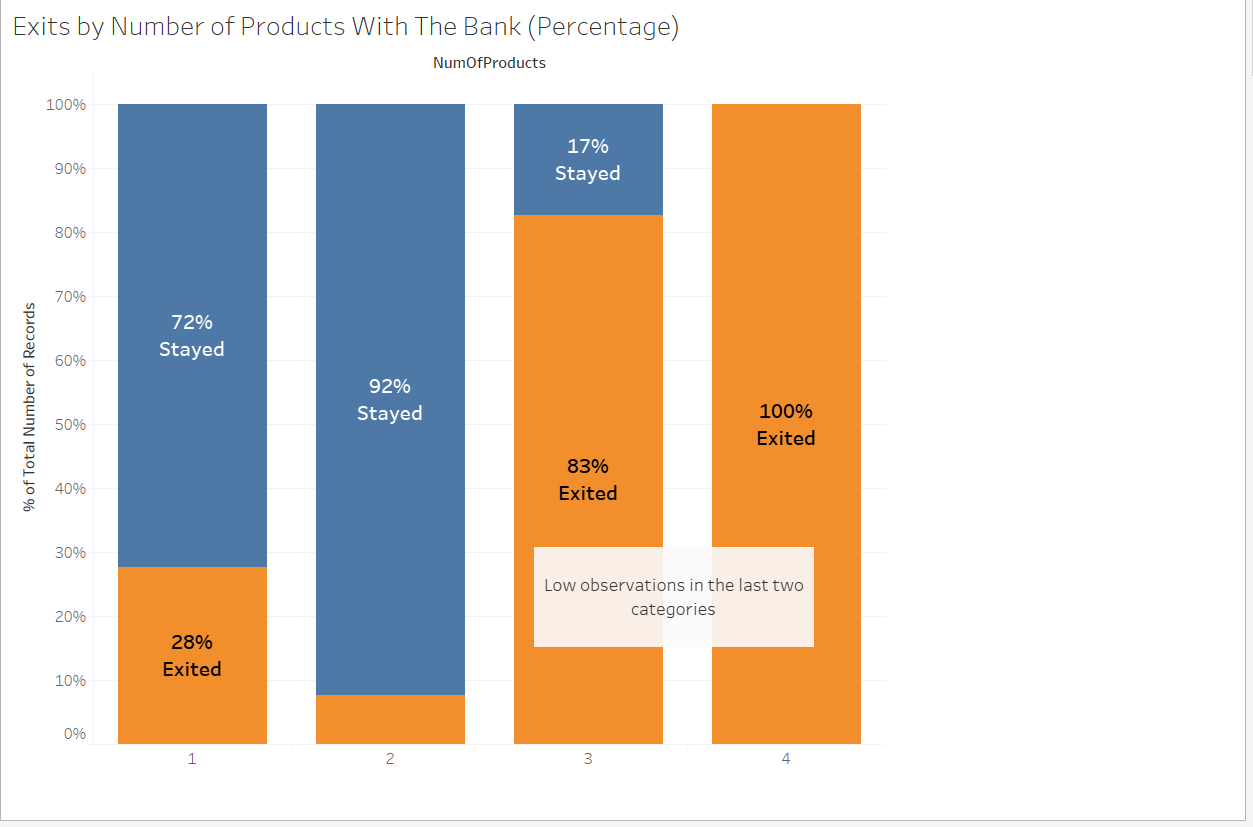 Exits by Number of Products With The Bank (Percentage)
NumOfProducts
% of Total Number of Records
100%
90%
80%
70%
60%
50%
40%
30%
20%
10%
0%
72%
Stayed
28%
Exited
92%
Stayed
17%
Stayed
83%
Exited
100%
Exited
Low observations in the last two
categories
1
2
3
4